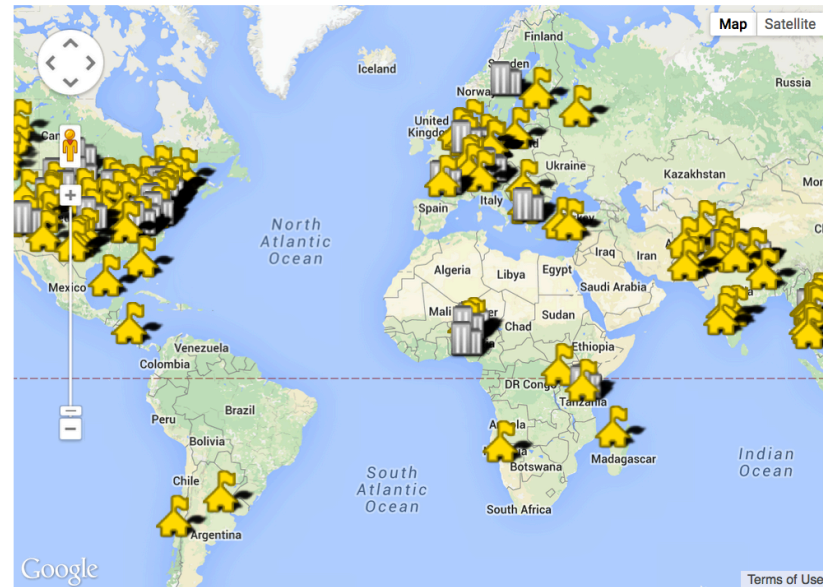 Map Satellite
Finland
Iceland
Russia
Sweden
Norway
Can
United
Kingdom
Ukraine
Kazakhstan
Mon
Spain
Italy
North
Atlantic
Ocean
Iraq
Iran
Algeria
Libya
Egypt
Mexico
Saudi Arabia
Mali
Chad
Sudan
Venezuela
Ethiopia
Colombia
DR Congo
Tanzania
Brazil
Peru
Angola
Bolivia
Indian
Ocean
Madagascar
Botswana
South
Atlantic
Ocean
Chile
South Africa
Argentina
Google
Terms of Use